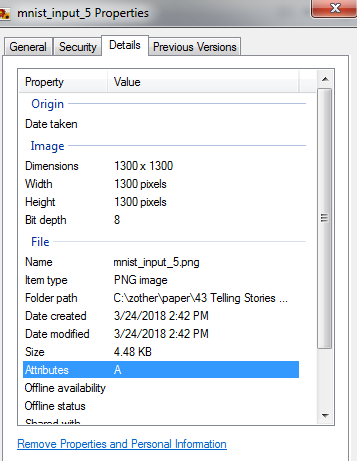 mnist_input_5 Properties
General Security Details Previous Versions
Property Value
Origin
Date taken
Image
Dimensions 1300 x 1300
Width 1300 pixels
Height 1300 pixels
Bit depth 8
File
Name mnist_input_5.png
Item type PNG image
Folder path C:\zother\paper\43 Telling Stories ...
Date created 3/24/2018 2:42 PM
Date modified 3/24/2018 2:42 PM
Size 4.48 KB
Attributes A
Offline availability
Offline status
Shared with
Remove Properties and Personal Information